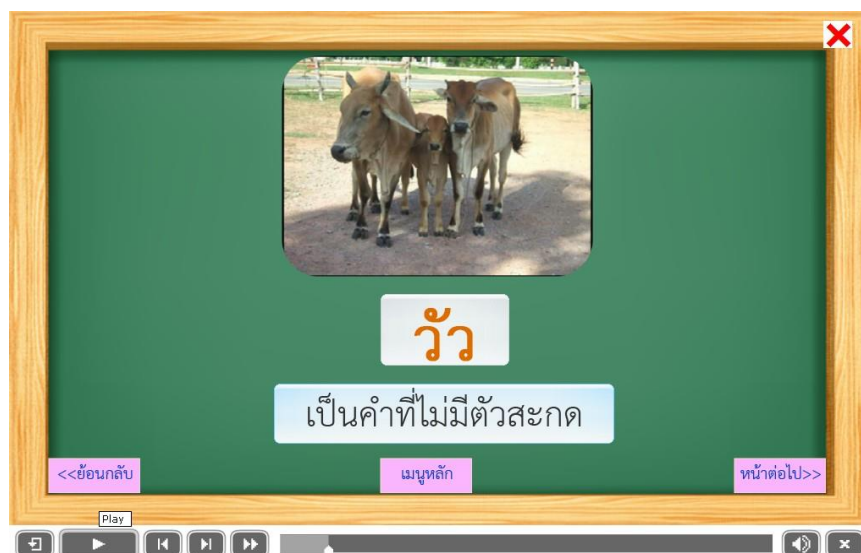 วัว
เป็นคำที่ไม่มีตัวสะกด
<<ย้อนกลับ
เมนูหลัก
หน้าต่อไป>>
Play